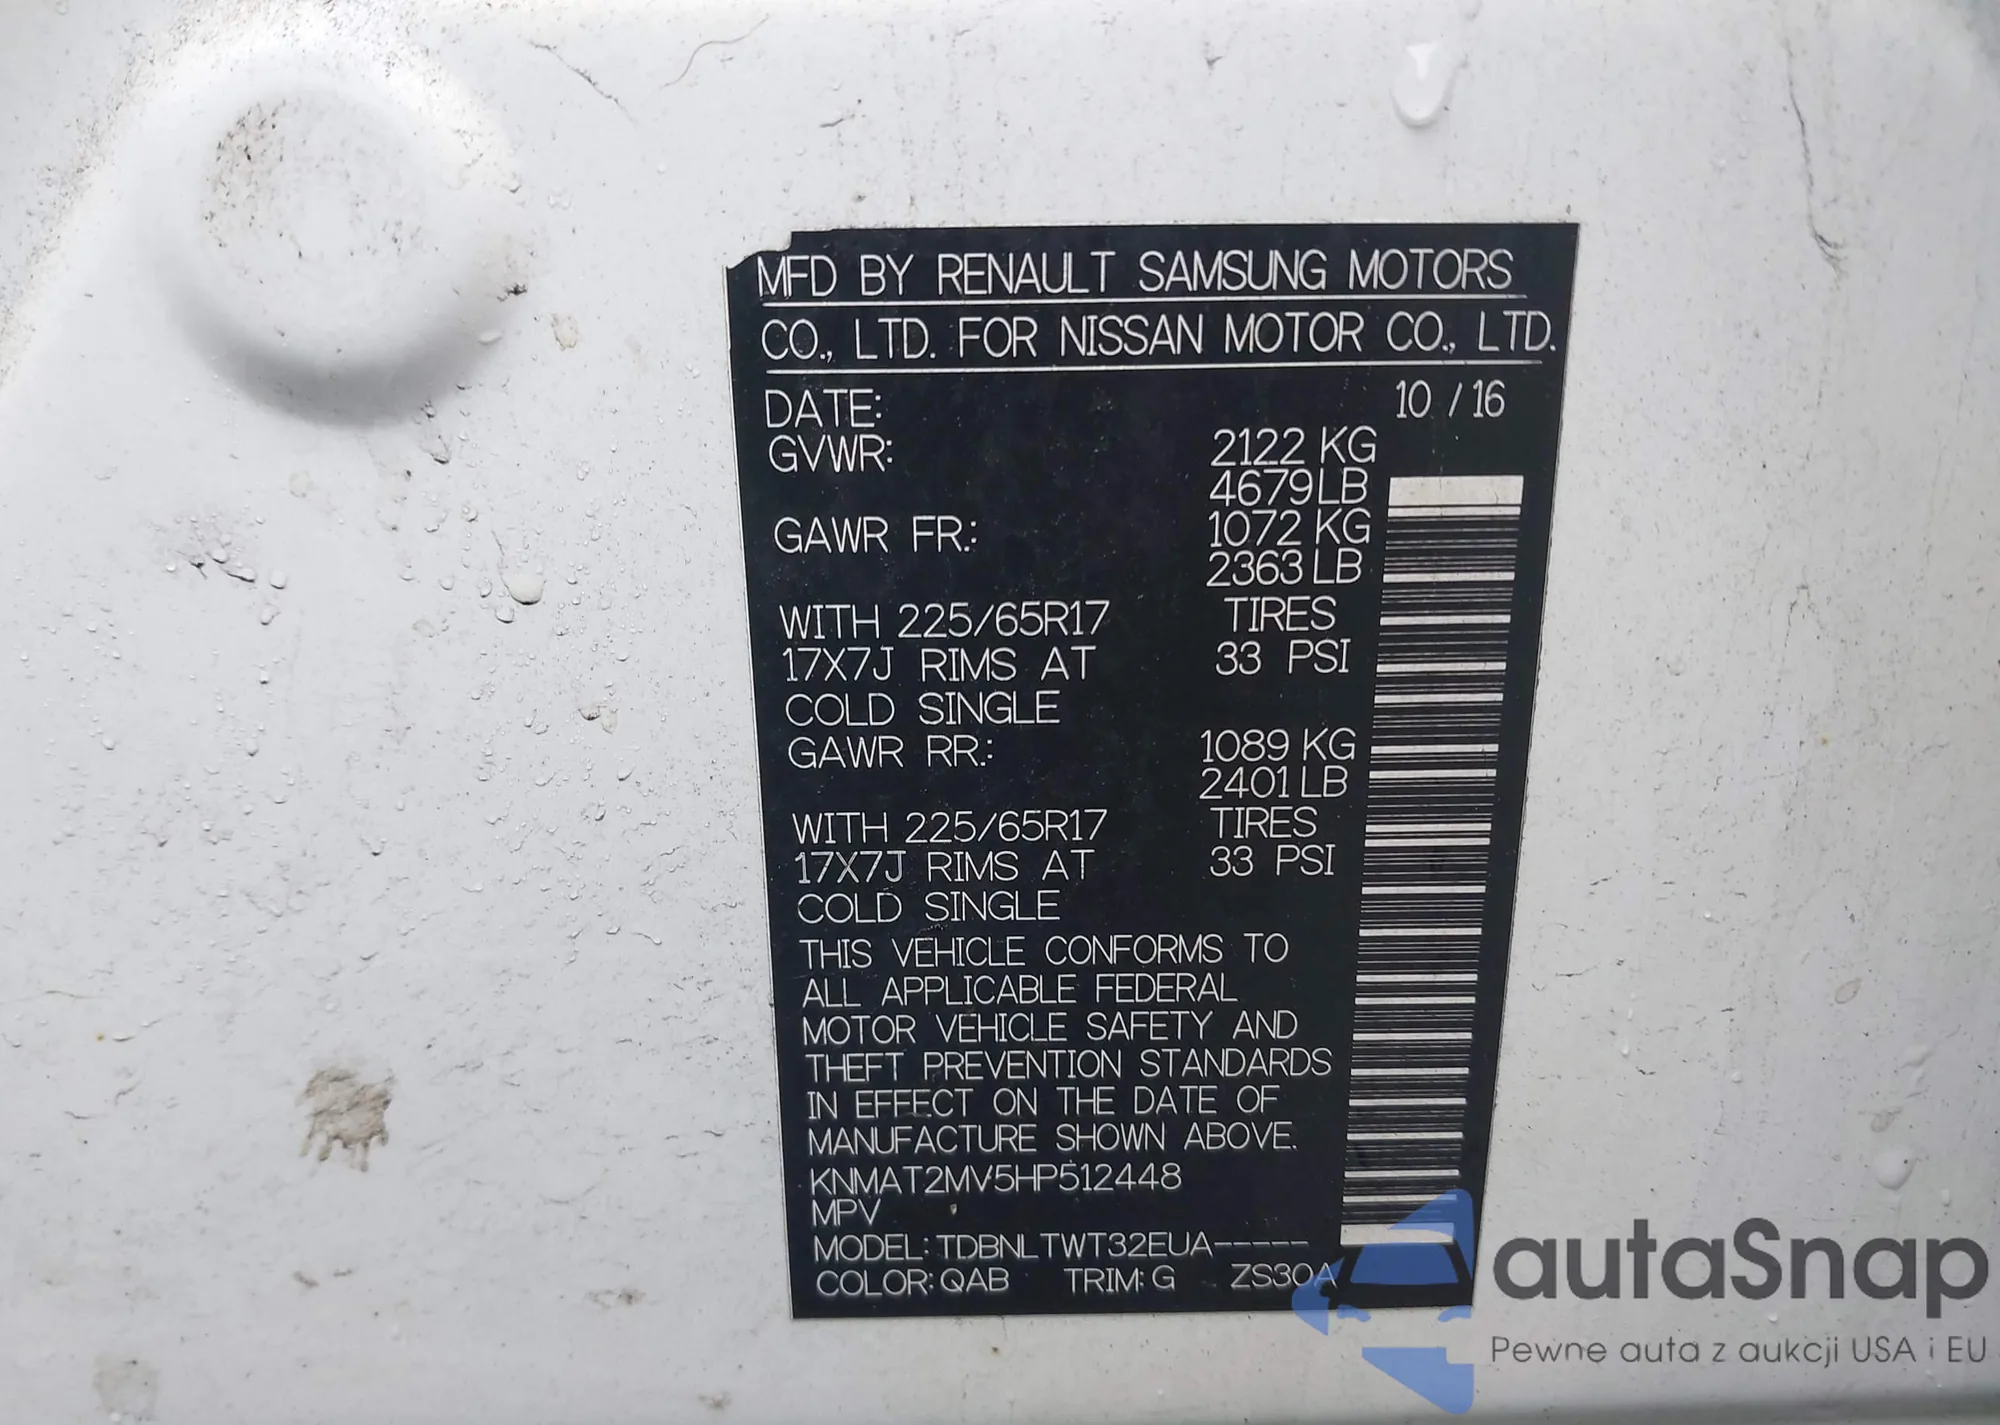 MFD BY RENAULT SAMSUNG MOTORS
CO., LTD. FOR NISSAN MOTOR CO., LTD.
DATE: 10 / 16
GVWR: 2122 KG
4679 LB
GAWR FR.: 1072 KG
2363 LB
WITH 225/65R17 TIRES
17X7J RIMS AT 33 PSI
COLD SINGLE
GAWR RR.: 1089 KG
2401 LB
WITH 225/65R17 TIRES
17X7J RIMS AT 33 PSI
COLD SINGLE
THIS VEHICLE CONFORMS TO
ALL APPLICABLE FEDERAL
MOTOR VEHICLE SAFETY AND
THEFT PREVENTION STANDARDS
IN EFFECT ON THE DATE OF
MANUFACTURE SHOWN ABOVE.
KNMAT2MV5HP512448
MPV
MODEL: TDBNLTWT32EUA-----
COLOR: QAB TRIM: G ZS30A
autaSnap
Pewne auta z aukcji USA i EU